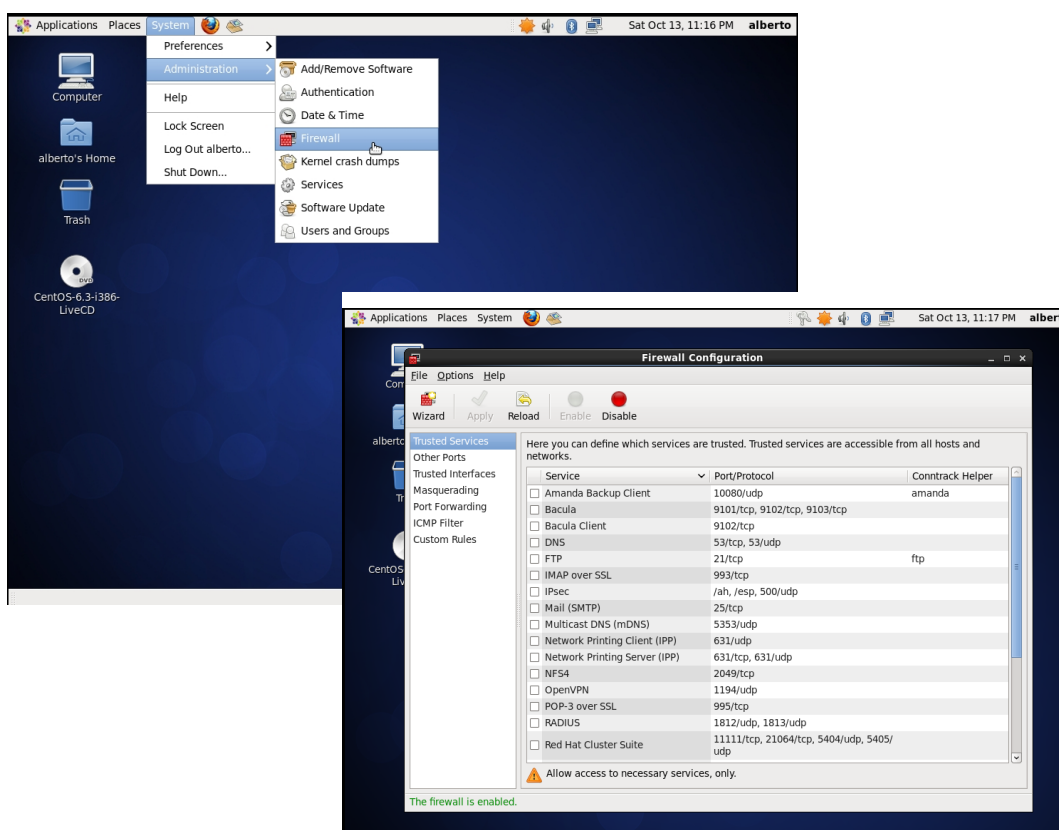 Applications Places System Sat Oct 13, 11:16 PM alberto
Preferences
Administration
Help
Lock Screen
Log Out alberto...
Shut Down...
Add/Remove Software
Authentication
Date & Time
Firewall
Kernel crash dumps
Services
Software Update
Users and Groups
Computer
alberto's Home
Trash
DVD
CentOS-6.3-i386-
LiveCD
Applications Places System Sat Oct 13, 11:17 PM alber
Com
alberto
Tr
CentOS
Liv
Firewall Configuration
File Options Help
Wizard Apply Reload Enable Disable
Trusted Services
Other Ports
Trusted Interfaces
Masquerading
Port Forwarding
ICMP Filter
Custom Rules
Here you can define which services are trusted. Trusted services are accessible from all hosts and
networks.
Service Port/Protocol Conntrack Helper
Amanda Backup Client 10080/udp amanda
Bacula 9101/tcp, 9102/tcp, 9103/tcp
Bacula Client 9102/tcp
DNS 53/tcp, 53/udp
FTP 21/tcp ftp
IMAP over SSL 993/tcp
IPsec /ah, /esp, 500/udp
Mail (SMTP) 25/tcp
Multicast DNS (mDNS) 5353/udp
Network Printing Client (IPP) 631/udp
Network Printing Server (IPP) 631/tcp, 631/udp
NFS4 2049/tcp
OpenVPN 1194/udp
POP-3 over SSL 995/tcp
RADIUS 1812/udp, 1813/udp
Red Hat Cluster Suite 11111/tcp, 21064/tcp, 5404/udp, 5405/
udp
Allow access to necessary services, only.
The firewall is enabled.